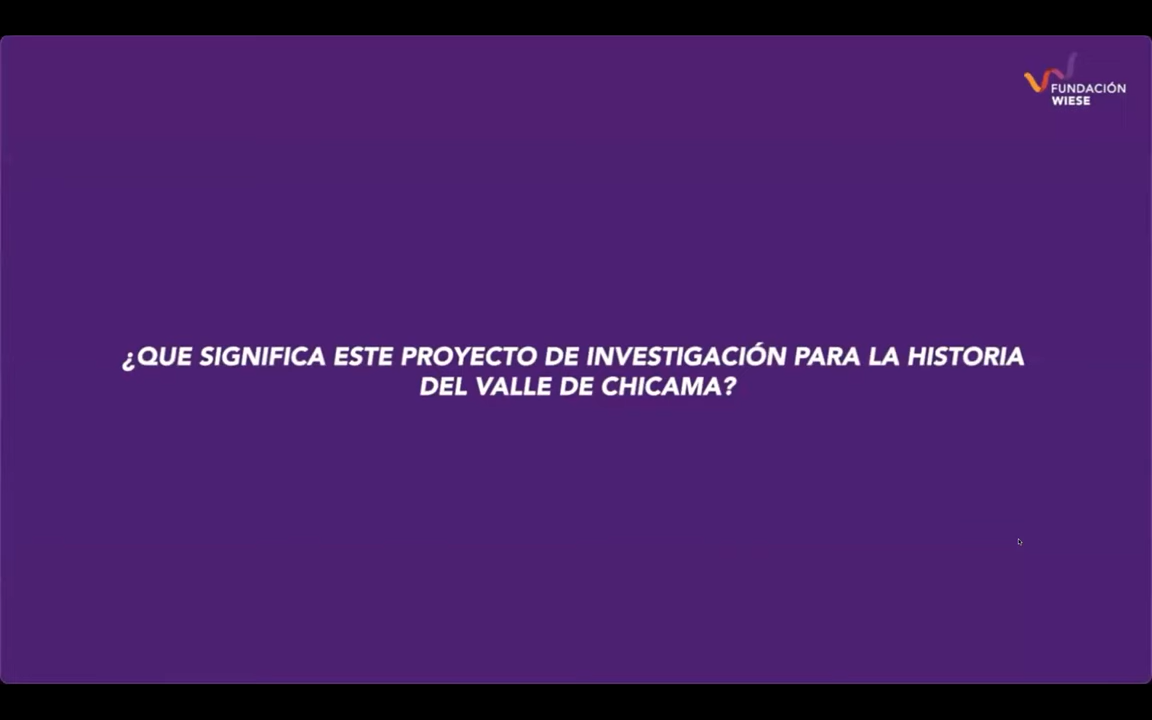 FUNDACIÓN
WIESE
¿QUE SIGNIFICA ESTE PROYECTO DE INVESTIGACIÓN PARA LA HISTORIA
DEL VALLE DE CHICAMA?